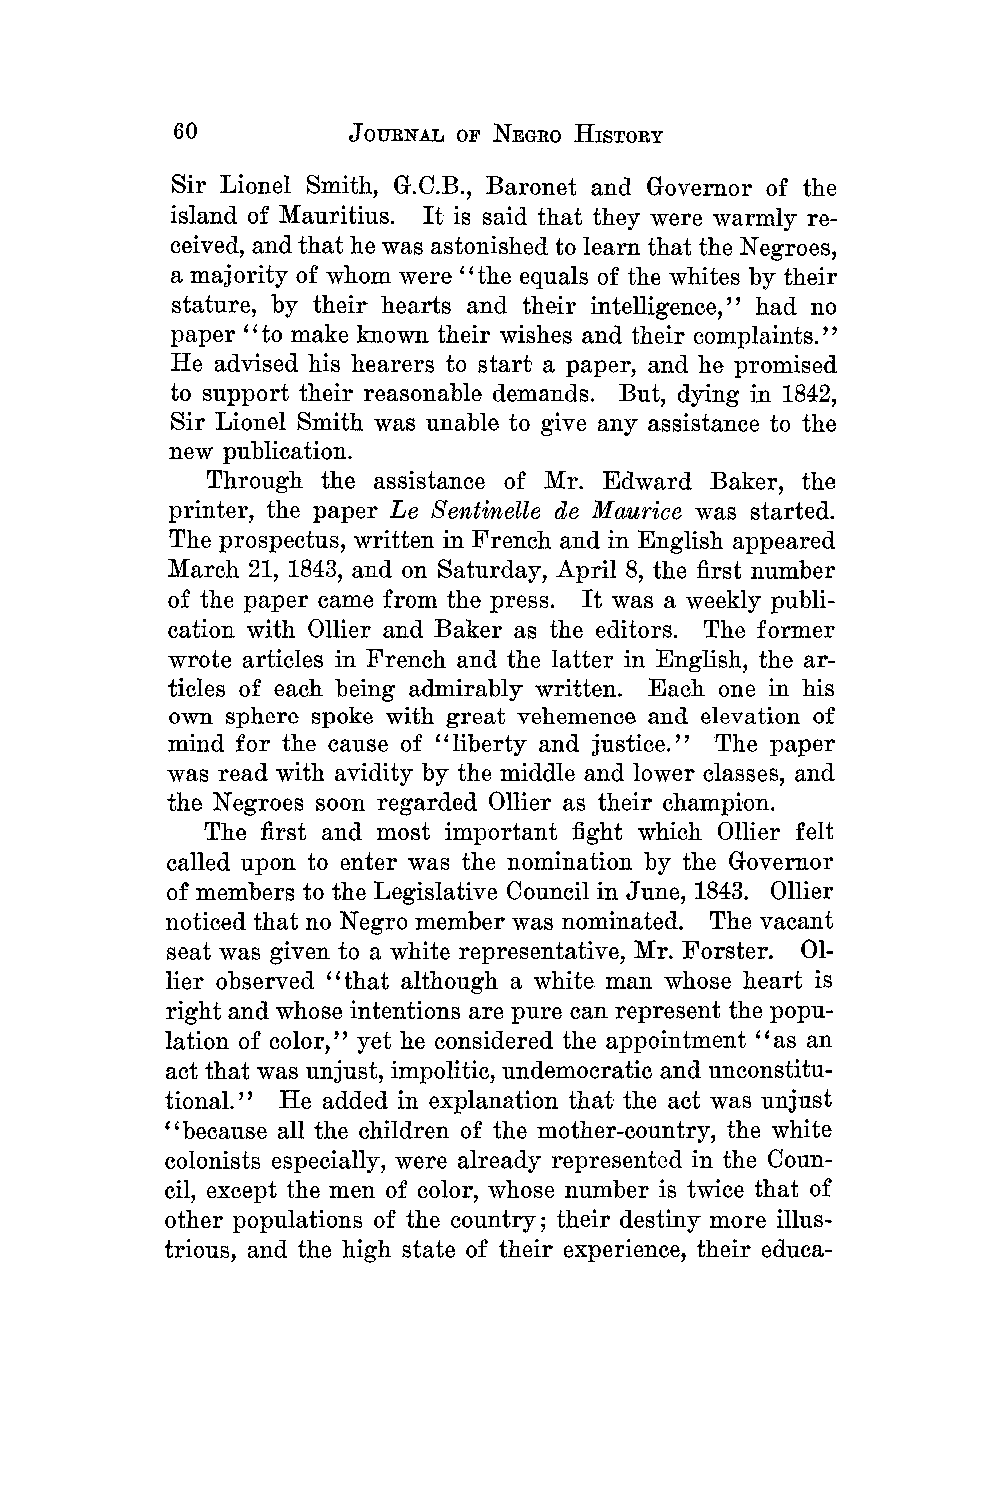 60 JOURNAL OF NEGRO HISTORY
Sir Lionel Smith, G.C.B., Baronet and Governor of the
island of Mauritius. It is said that they were warmly re-
ceived, and that he was astonished to learn that the Negroes,
a majority of whom were ‘‘the equals of the whites by their
stature, by their hearts and their intelligence,’’ had no
paper ‘‘to make known their wishes and their complaints.’’
He advised his hearers to start a paper, and he promised
to support their reasonable demands. But, dying in 1842,
Sir Lionel Smith was unable to give any assistance to the
new publication.
Through the assistance of Mr. Edward Baker, the
printer, the paper Le Sentinelle de Maurice was started.
The prospectus, written in French and in English appeared
March 21, 1843, and on Saturday, April 8, the first number
of the paper came from the press. It was a weekly publi-
cation with Ollier and Baker as the editors. The former
wrote articles in French and the latter in English, the ar-
ticles of each being admirably written. Each one in his
own sphere spoke with great vehemence and elevation of
mind for the cause of ‘‘liberty and justice.’’ The paper
was read with avidity by the middle and lower classes, and
the Negroes soon regarded Ollier as their champion.
The first and most important fight which Ollier felt
called upon to enter was the nomination by the Governor
of members to the Legislative Council in June, 1843. Ollier
noticed that no Negro member was nominated. The vacant
seat was given to a white representative, Mr. Forster. Ol-
lier observed ‘‘that although a white man whose heart is
right and whose intentions are pure can represent the popu-
lation of color,’’ yet he considered the appointment ‘‘as an
act that was unjust, impolitic, undemocratic and unconstitu-
tional.’’ He added in explanation that the act was unjust
‘‘because all the children of the mother-country, the white
colonists especially, were already represented in the Coun-
cil, except the men of color, whose number is twice that of
other populations of the country; their destiny more illus-
trious, and the high state of their experience, their educa-